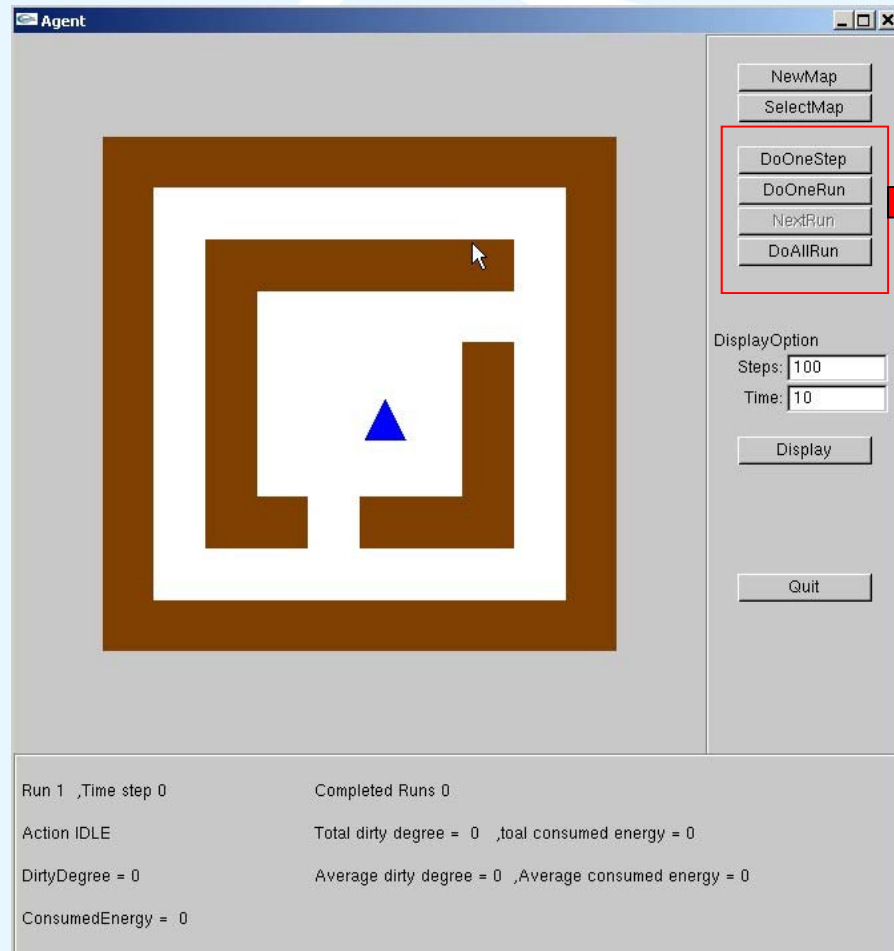 Agent
NewMap
SelectMap
DoOneStep
DoOneRun
NextRun
DoAllRun
DisplayOption
Steps: 100
Time: 10
Display
Quit
Run 1 ,Time step 0 Completed Runs 0
Action IDLE Total dirty degree = 0 ,toal consumed energy = 0
DirtyDegree = 0 Average dirty degree = 0 ,Average consumed energy = 0
ConsumedEnergy = 0